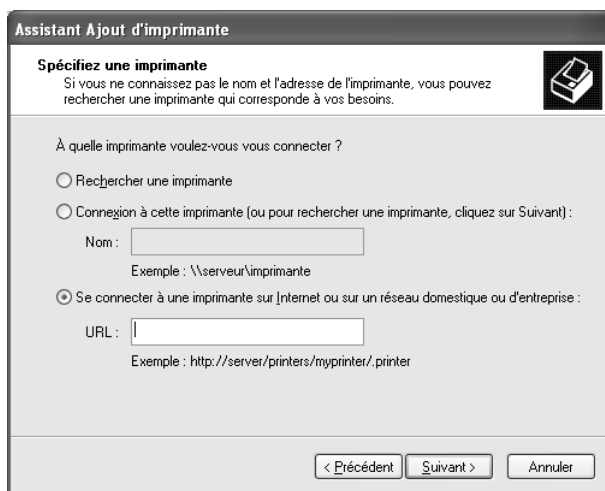 Assistant Ajout d'imprimante
Spécifiez une imprimante
Si vous ne connaissez pas le nom et l'adresse de l'imprimante, vous pouvez
rechercher une imprimante qui corresponde à vos besoins.
À quelle imprimante voulez-vous vous connecter ?
Rechercher une imprimante
Connexion à cette imprimante (ou pour rechercher une imprimante, cliquez sur Suivant) :
Nom :
Exemple : \\serveur\imprimante
Se connecter à une imprimante sur Internet ou sur un réseau domestique ou d'entreprise :
URL :
Exemple : http://server/printers/myprinter/.printer
< Précédent
Suivant >
Annuler